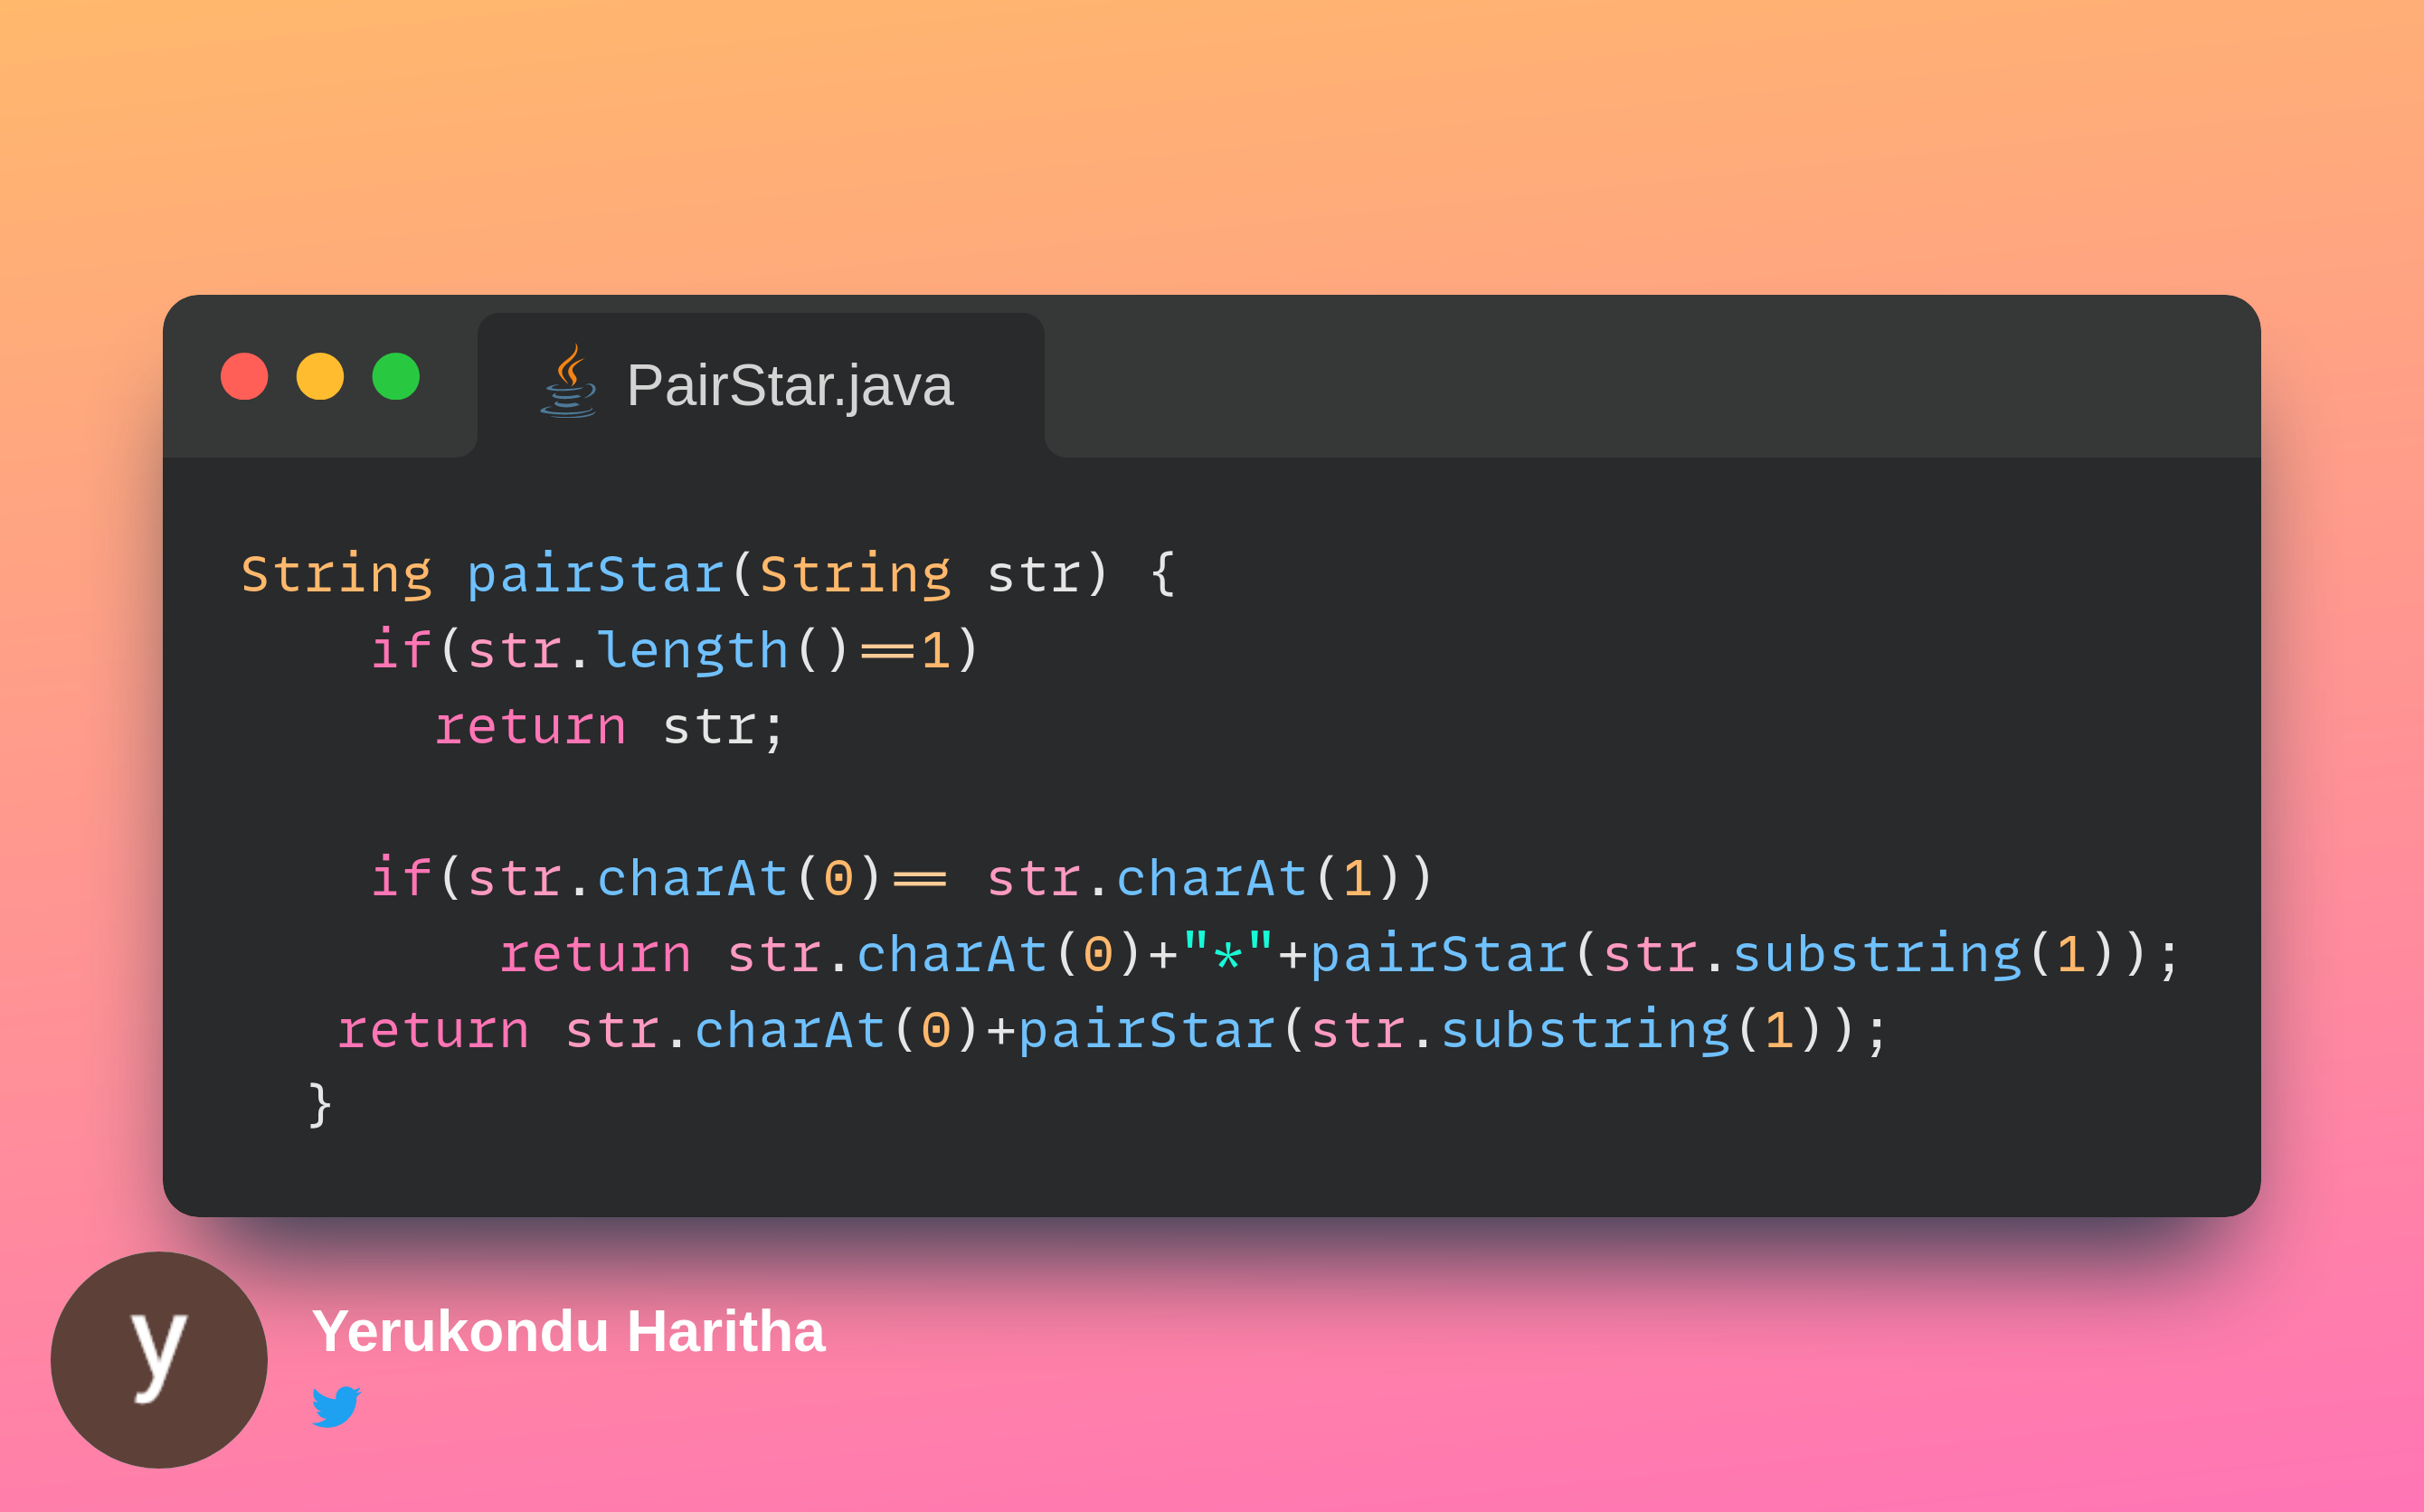 PairStar.java
String pairStar(String str) {
    if(str.length()==1)
      return str;

    if(str.charAt(0)== str.charAt(1))
        return str.charAt(0)+"*"+pairStar(str.substring(1));
   return str.charAt(0)+pairStar(str.substring(1));
  }
y
Yerukondu Haritha